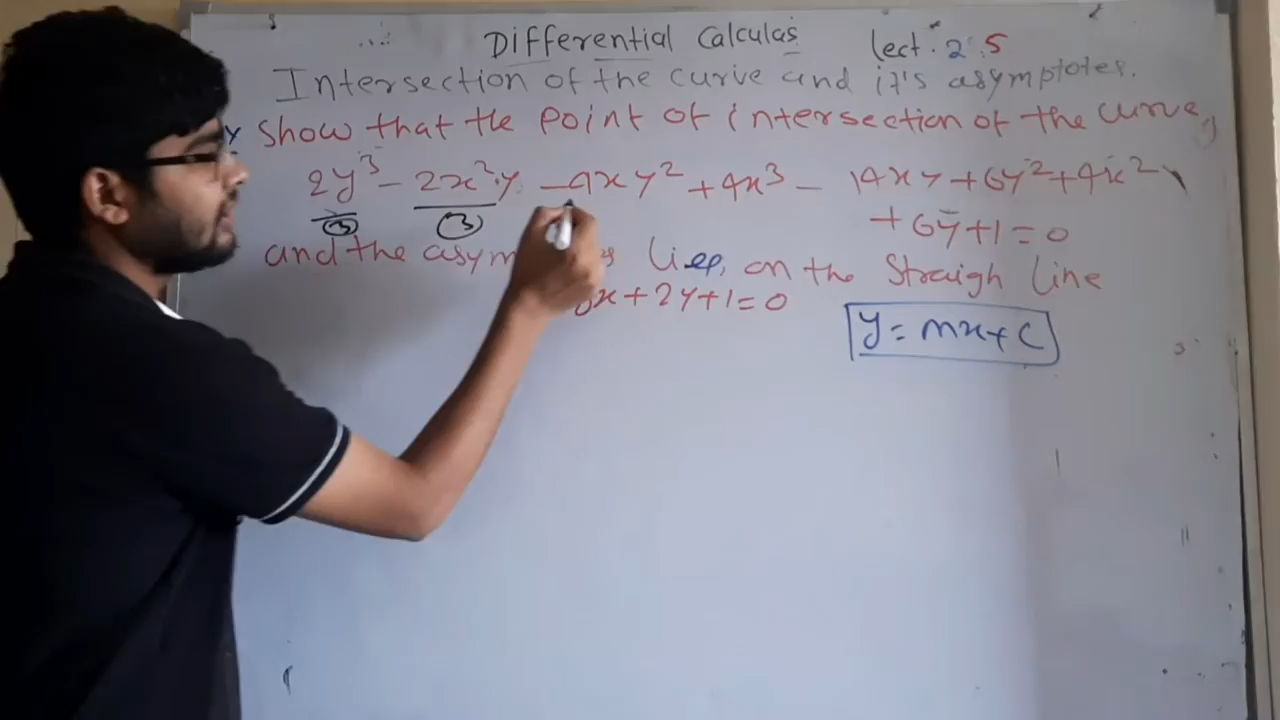 Differential Calculas Lect. 2.5
Intersection of the curve and it's asymptotes.
Show that the point of intersection of the curve,
2y³ - 2x²y - 4xy² + 4x³ - 14xy + 6y² + 4x²
+ 6y + 1 = 0
③ ③
and the lies, on the Straigh line
x + 2y + 1 = 0
y = mx + c